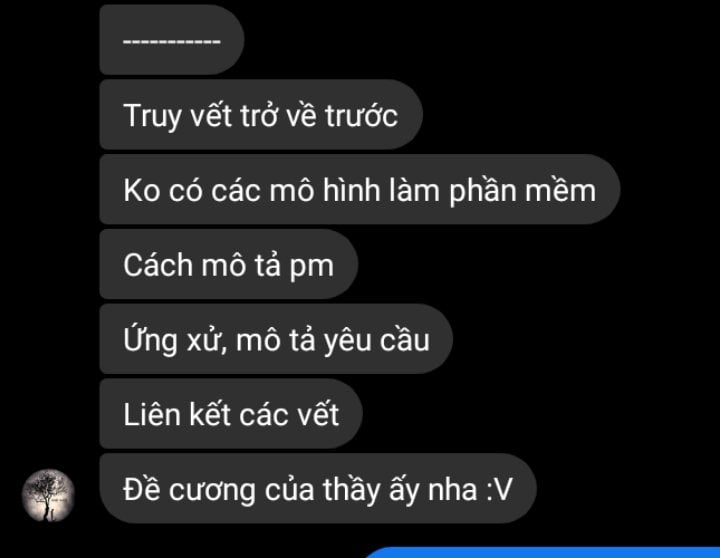 -----------
Truy vết trở về trước
Ko có các mô hình làm phần mềm
Cách mô tả pm
Ứng xử, mô tả yêu cầu
Liên kết các vết
Đề cương của thầy ấy nha :V